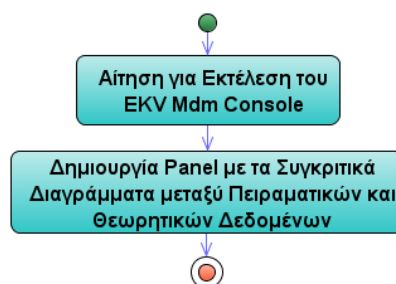 Αίτηση για Εκτέλεση του
EKV Mdm Console
Δημιουργία Panel με τα Συγκριτικά
Διαγράμματα μεταξύ Πειραματικών και
Θεωρητικών Δεδομένων